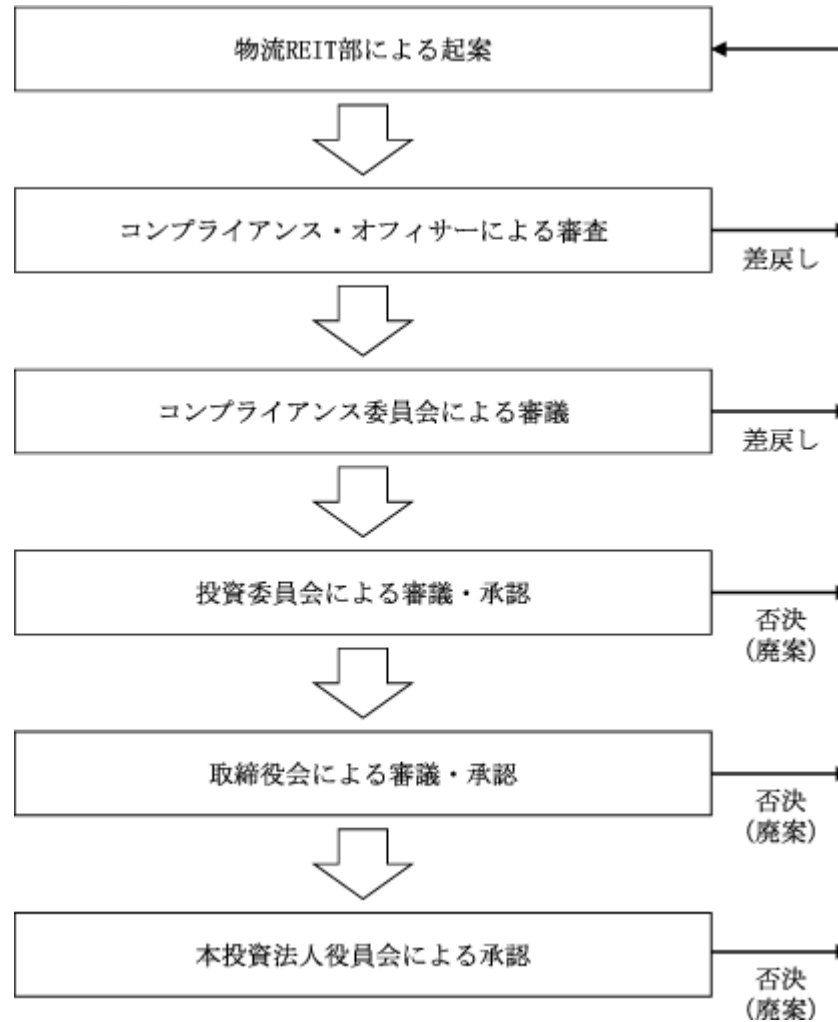 物流REIT部による起案
コンプライアンス・オフィサーによる審査
差戻し
コンプライアンス委員会による審議
差戻し
投資委員会による審議・承認
否決
(廃案)
取締役会による審議・承認
否決
(廃案)
本投資法人役員会による承認
否決
(廃案)